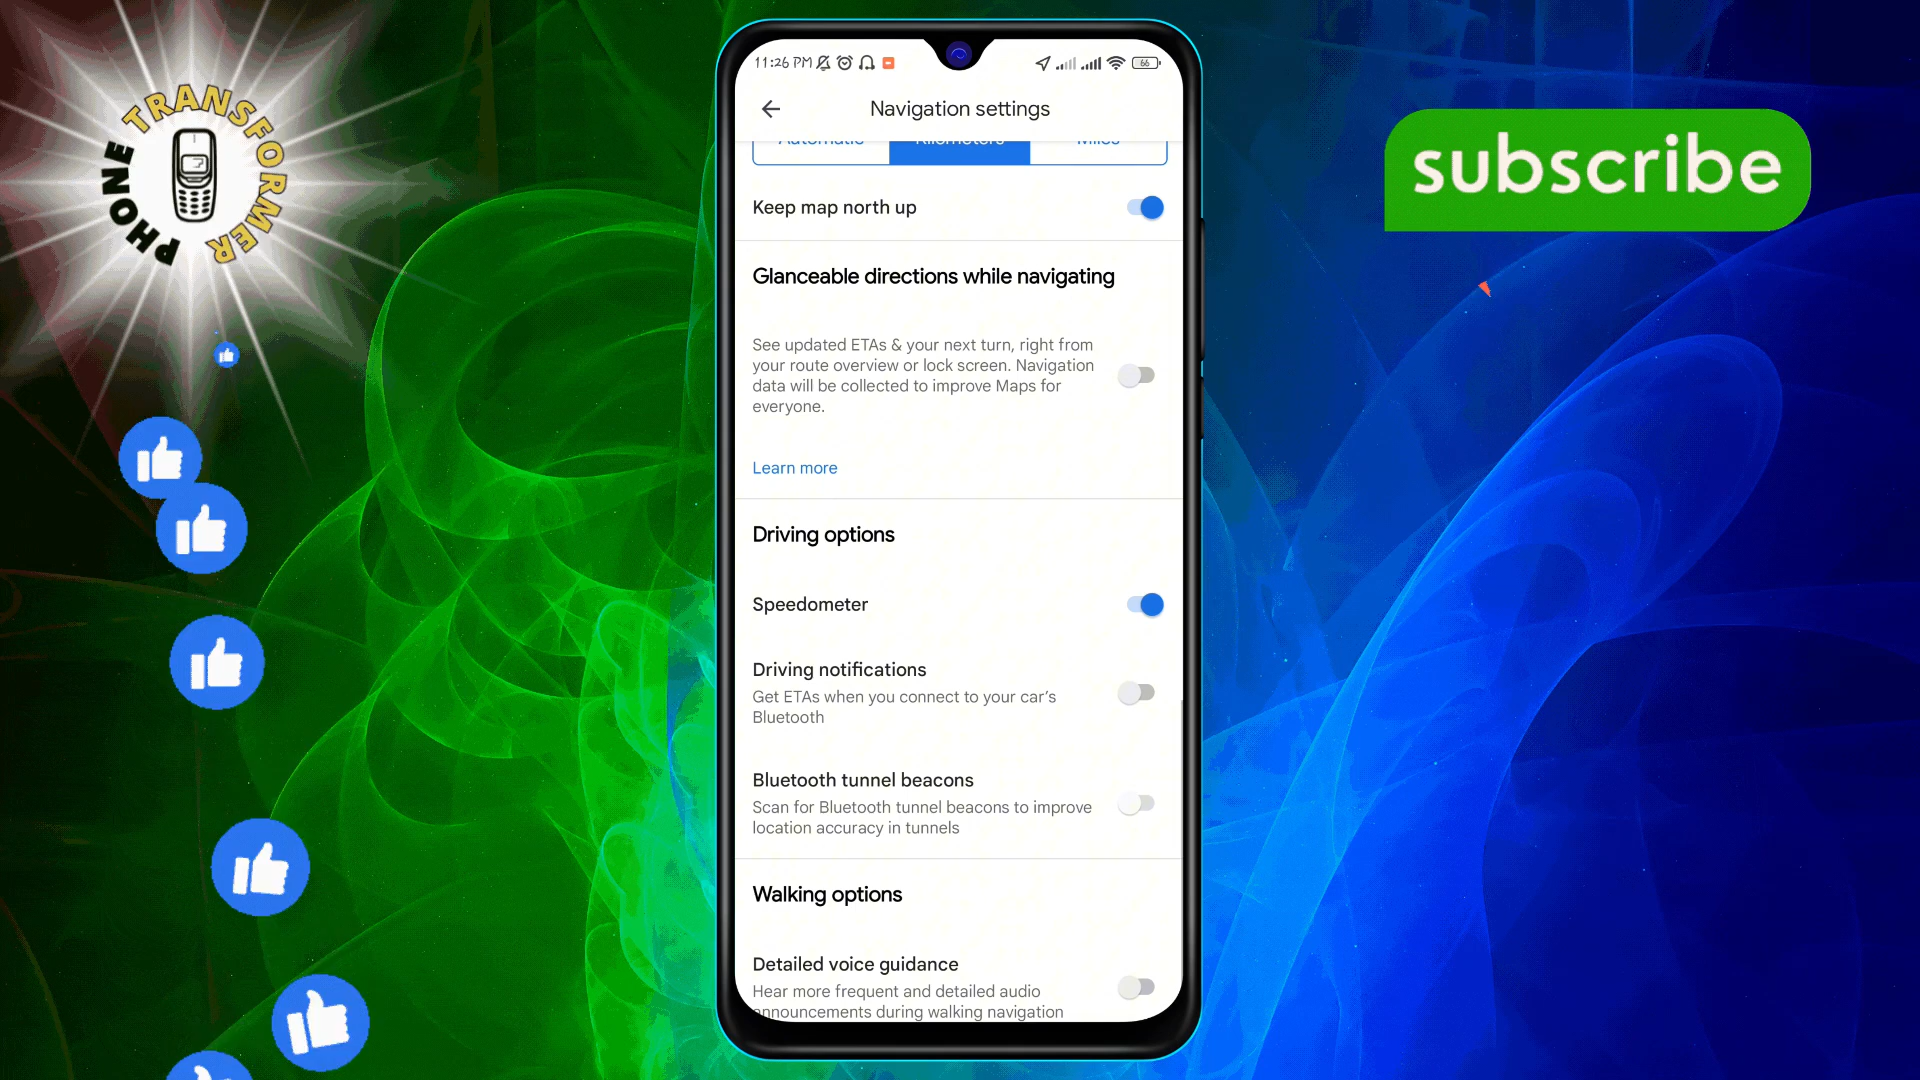 PHONE TRANSFORMER
subscribe
11:26 PM
66
Navigation settings
Automatic
Kilometers
Miles
Keep map north up
Glanceable directions while navigating
See updated ETAs & your next turn, right from
your route overview or lock screen. Navigation
data will be collected to improve Maps for
everyone.
Learn more
Driving options
Speedometer
Driving notifications
Get ETAs when you connect to your car's
Bluetooth
Bluetooth tunnel beacons
Scan for Bluetooth tunnel beacons to improve
location accuracy in tunnels
Walking options
Detailed voice guidance
Hear more frequent and detailed audio
announcements during walking navigation